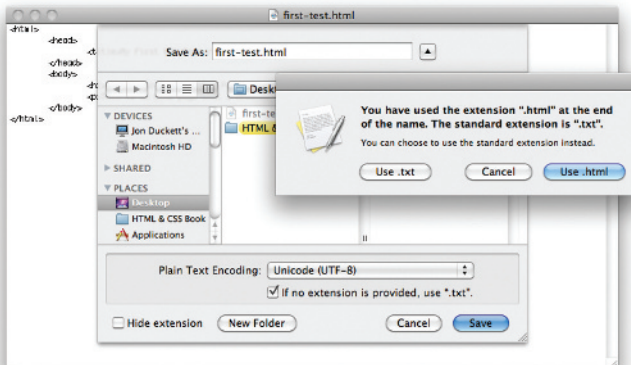 first-test.html
<html>
<head>
</head>
<body>
</body>
</html>
Save As: first-test.html
Desk
DEVICES
Jon Duckett's ...
Macintosh HD
SHARED
PLACES
Desktop
HTML & CSS Book
Applications
first-te
HTML &
You have used the extension ".html" at the end
of the name. The standard extension is ".txt".
You can choose to use the standard extension instead.
Use .txt Cancel Use .html
Plain Text Encoding: Unicode (UTF-8)
If no extension is provided, use ".txt".
Hide extension New Folder Cancel Save